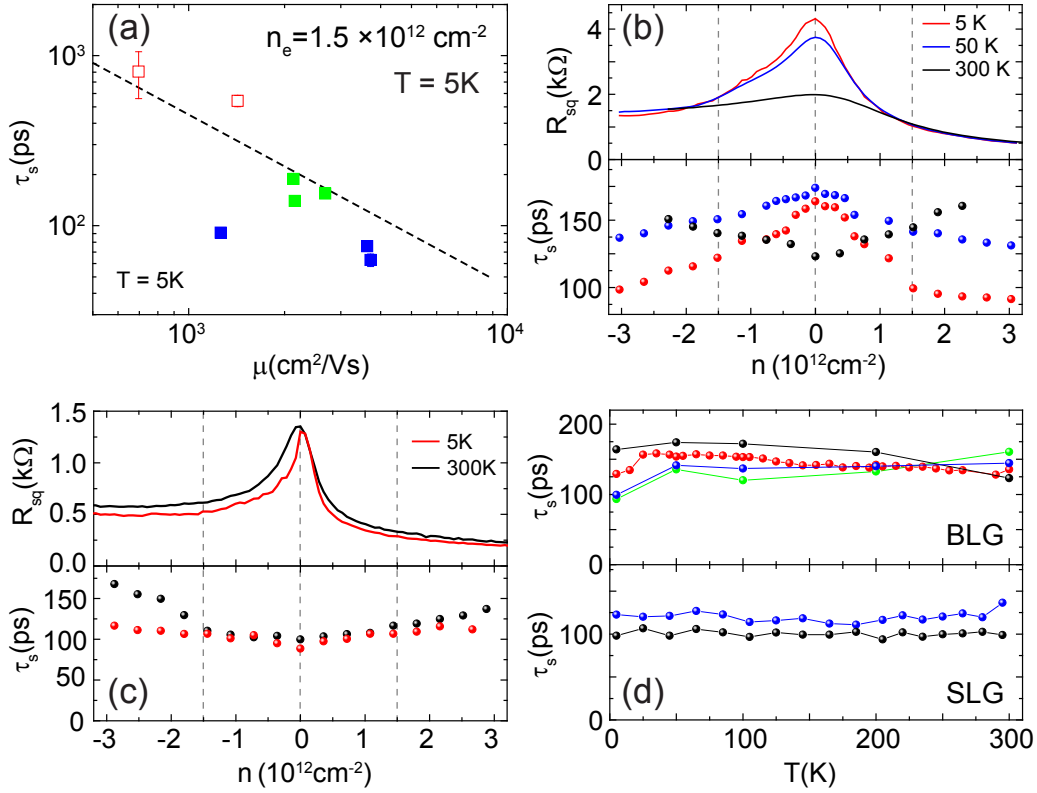 (a)
n_e=1.5 ×10^12 cm^-2
T = 5K
T = 5K
10^3
10^2
τ_s(ps)
10^3
10^4
μ(cm^2/Vs)
(b)
5 K
50 K
300 K
4
2
0
R_sq(kΩ)
150
100
τ_s(ps)
-3
-2
-1
0
1
2
3
n (10^12cm^-2)
1.5
1.0
0.5
0.0
R_sq(kΩ)
5K
300K
150
100
50
0
τ_s(ps)
(c)
-3
-2
-1
0
1
2
3
n (10^12cm^-2)
200
150
100
50
0
τ_s(ps)
BLG
100
0
τ_s(ps)
(d)
SLG
0
100
200
300
T(K)